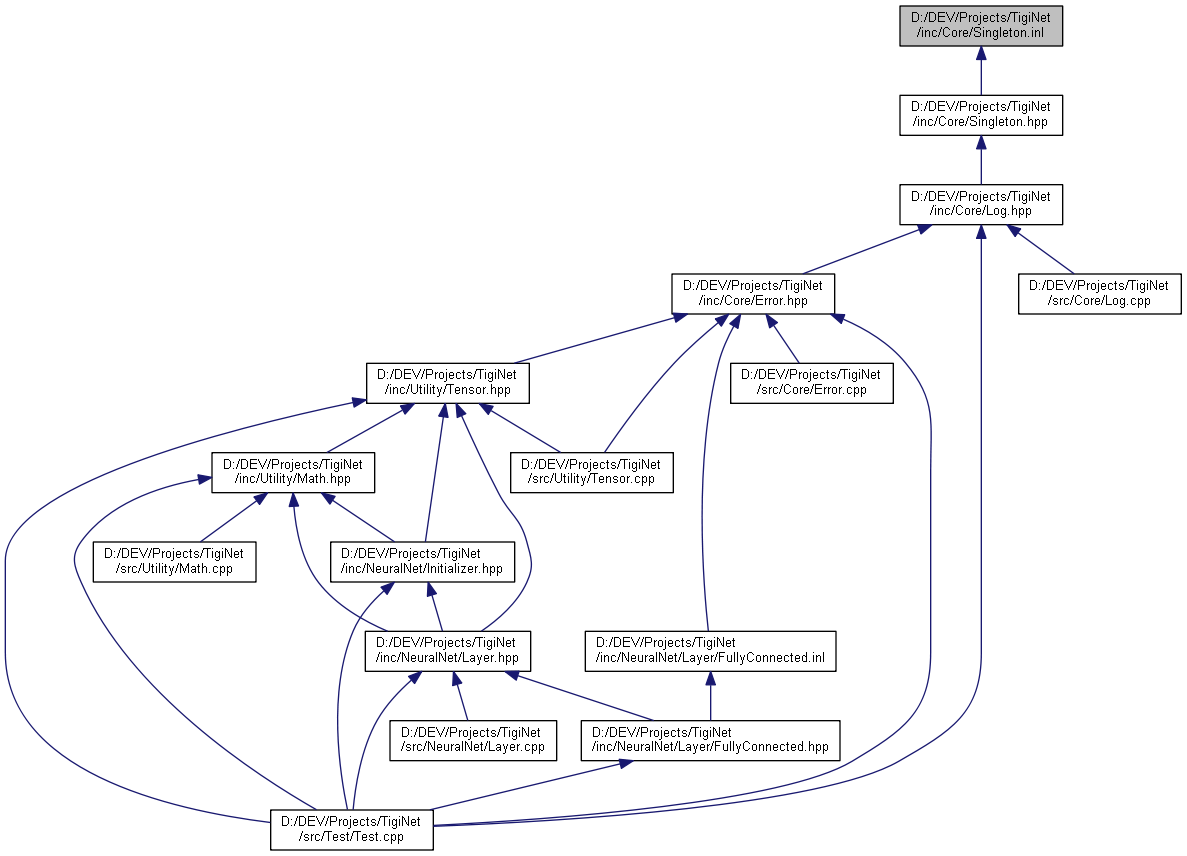 D:/DEV/Projects/TigiNet
/inc/Core/Singleton.inl
D:/DEV/Projects/TigiNet
/inc/Core/Singleton.hpp
D:/DEV/Projects/TigiNet
/inc/Core/Log.hpp
D:/DEV/Projects/TigiNet
/inc/Core/Error.hpp
D:/DEV/Projects/TigiNet
/src/Core/Log.cpp
D:/DEV/Projects/TigiNet
/inc/Utility/Tensor.hpp
D:/DEV/Projects/TigiNet
/src/Core/Error.cpp
D:/DEV/Projects/TigiNet
/inc/Utility/Math.hpp
D:/DEV/Projects/TigiNet
/src/Utility/Tensor.cpp
D:/DEV/Projects/TigiNet
/src/Utility/Math.cpp
D:/DEV/Projects/TigiNet
/inc/NeuralNet/Initializer.hpp
D:/DEV/Projects/TigiNet
/inc/NeuralNet/Layer.hpp
D:/DEV/Projects/TigiNet
/inc/NeuralNet/Layer/FullyConnected.inl
D:/DEV/Projects/TigiNet
/src/NeuralNet/Layer.cpp
D:/DEV/Projects/TigiNet
/inc/NeuralNet/Layer/FullyConnected.hpp
D:/DEV/Projects/TigiNet
/src/Test/Test.cpp